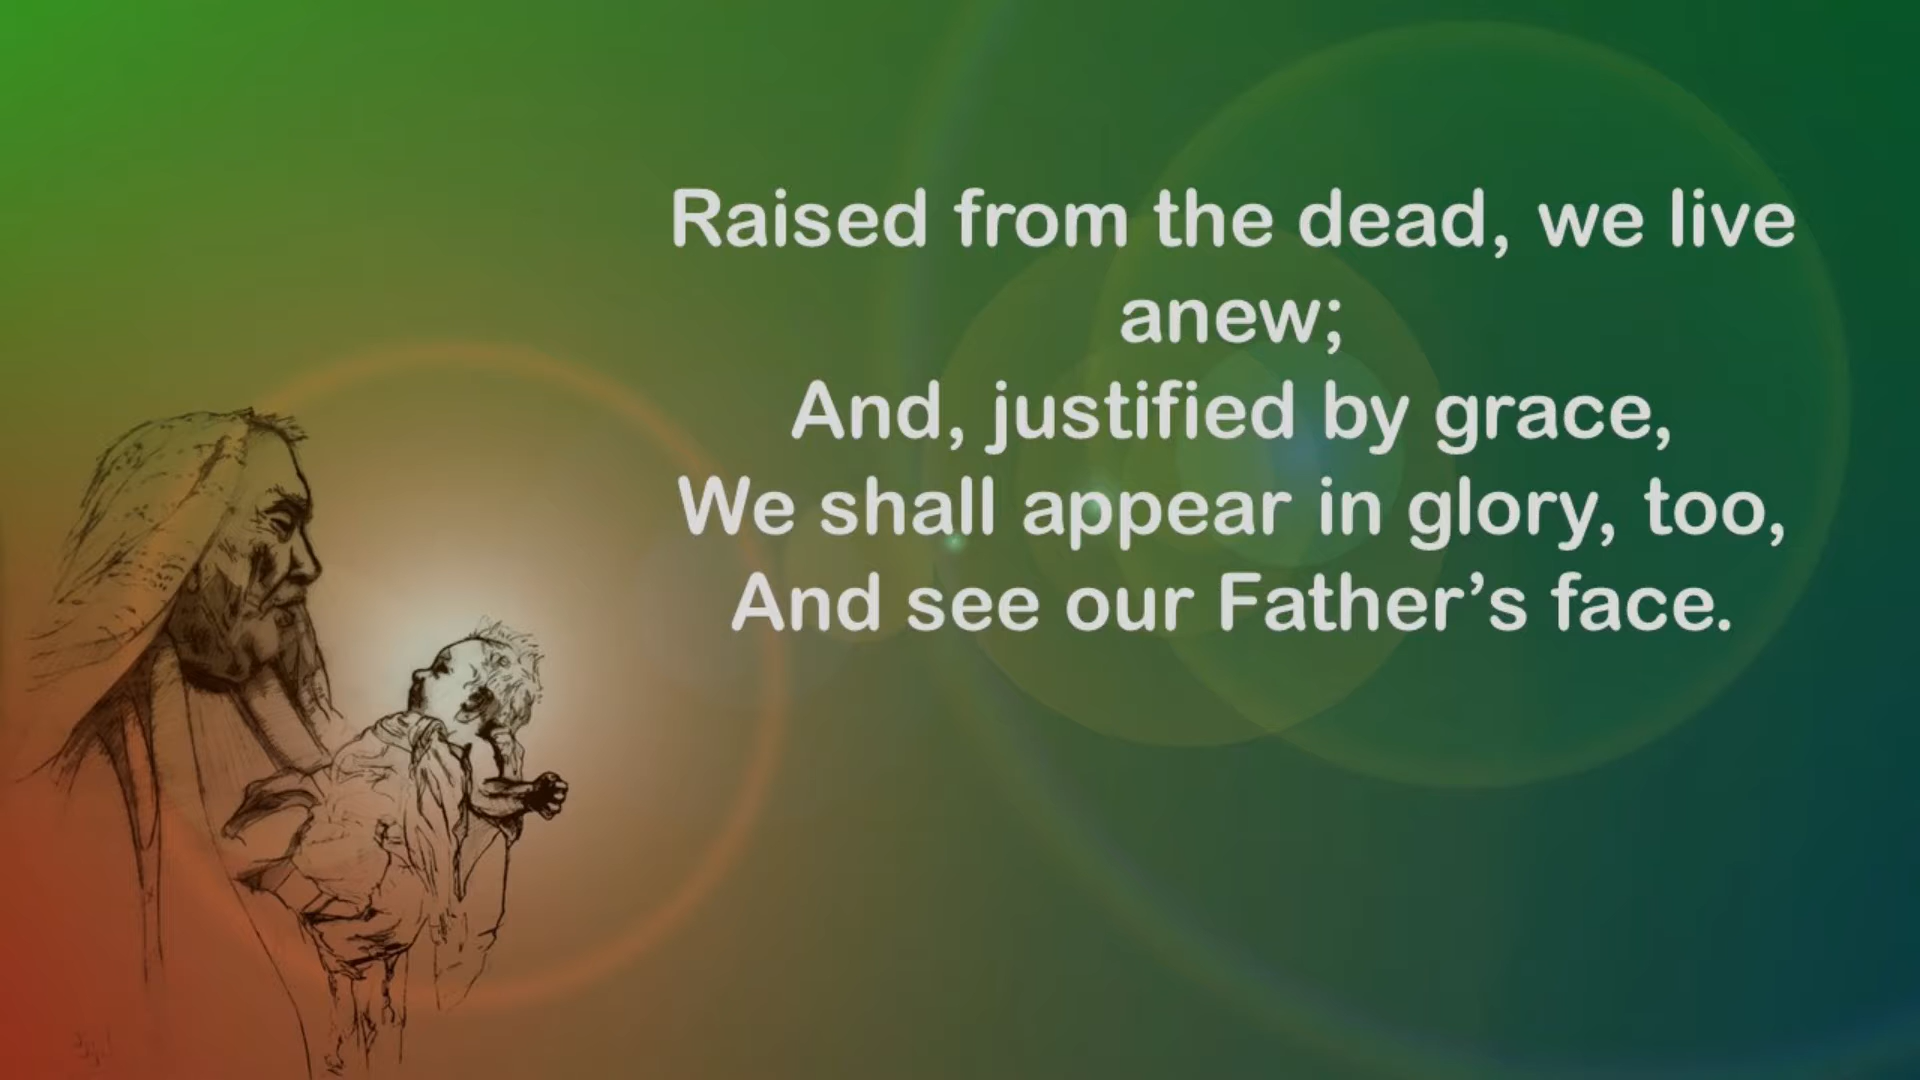 Raised from the dead, we live
anew;
And, justified by grace,
We shall appear in glory, too,
And see our Father’s face.